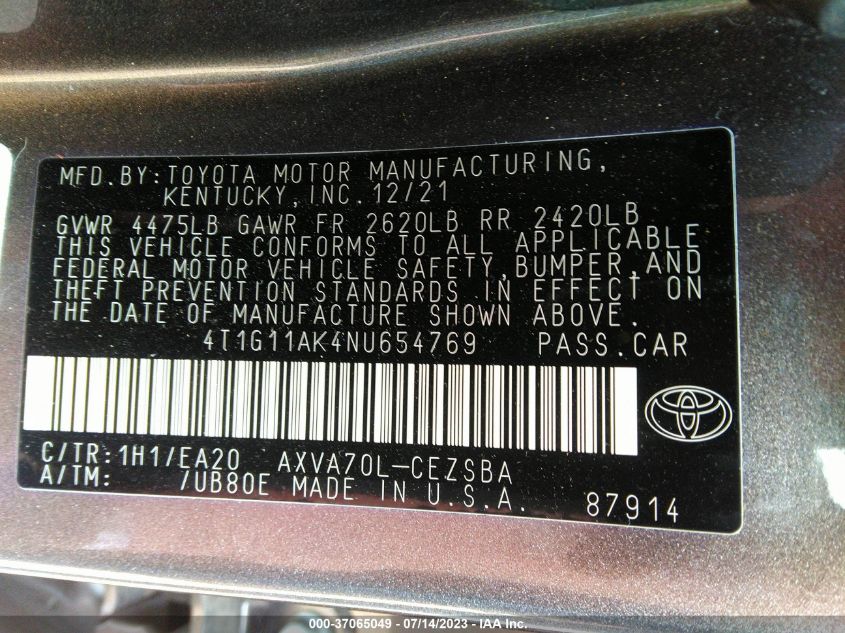 MFD.BY:TOYOTA MOTOR MANUFACTURING,
KENTUCKY,INC.12/21
GVWR 4475LB GAWR FR 2620LB RR 2420LB
THIS VEHICLE CONFORMS TO ALL APPLICABLE
FEDERAL MOTOR VEHICLE SAFETY,BUMPER,AND
THEFT PREVENTION STANDARDS IN EFFECT ON
THE DATE OF MANUFACTURE SHOWN ABOVE.
4T1G11AK4NU654769 PASS.CAR
C/TR:1H1/EA20 AXVA70L-CEZSBA
A/TM: /UB80E MADE IN U.S.A. 87914
000-37065049 - 07/14/2023 - IAA Inc.